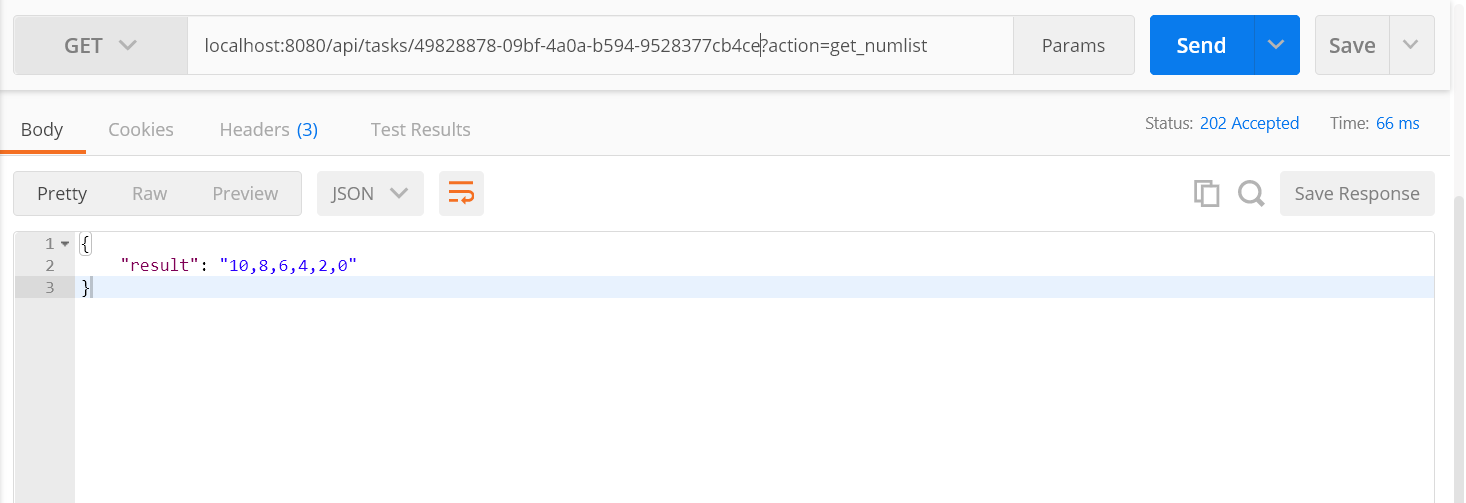 GET localhost:8080/api/tasks/49828878-09bf-4a0a-b594-9528377cb4ce?action=get_numlist Params Send Save
Body Cookies Headers (3) Test Results Status: 202 Accepted Time: 66 ms
Pretty Raw Preview JSON Save Response
1 {
2 "result": "10,8,6,4,2,0"
3 }